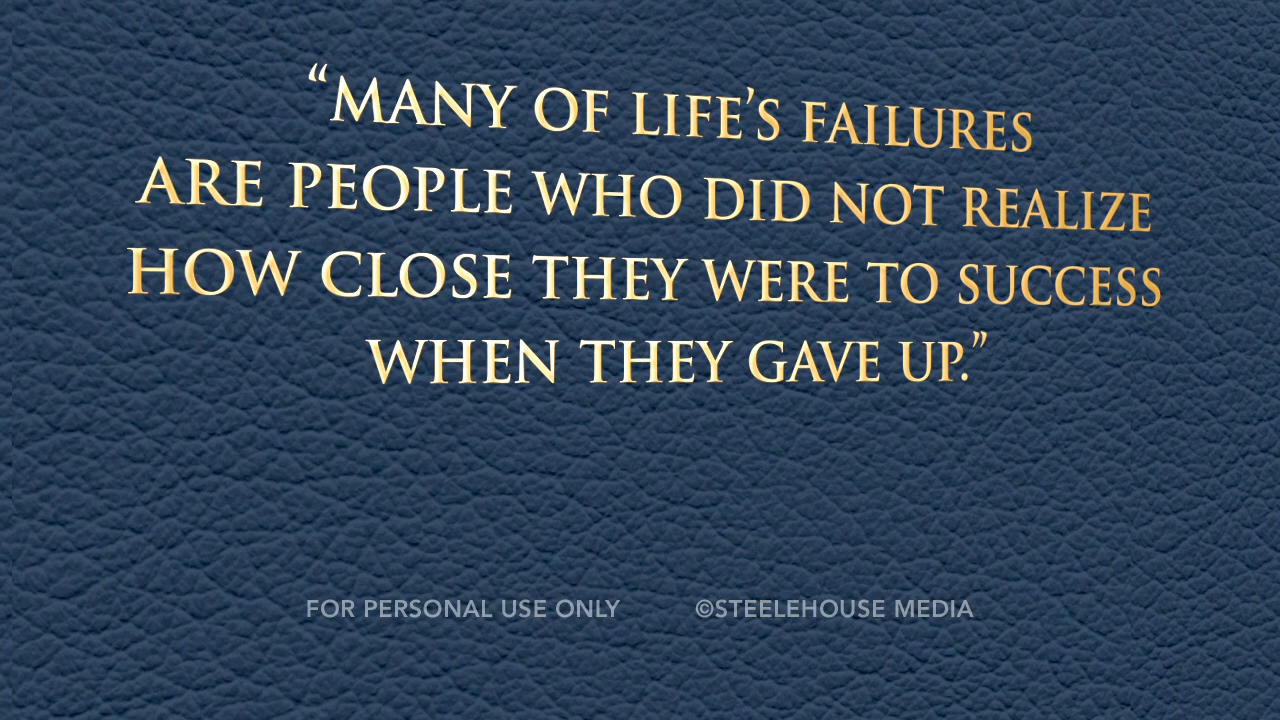 “MANY OF LIFE’S FAILURES
ARE PEOPLE WHO DID NOT REALIZE
HOW CLOSE THEY WERE TO SUCCESS
WHEN THEY GAVE UP.”
FOR PERSONAL USE ONLY ©STEELEHOUSE MEDIA